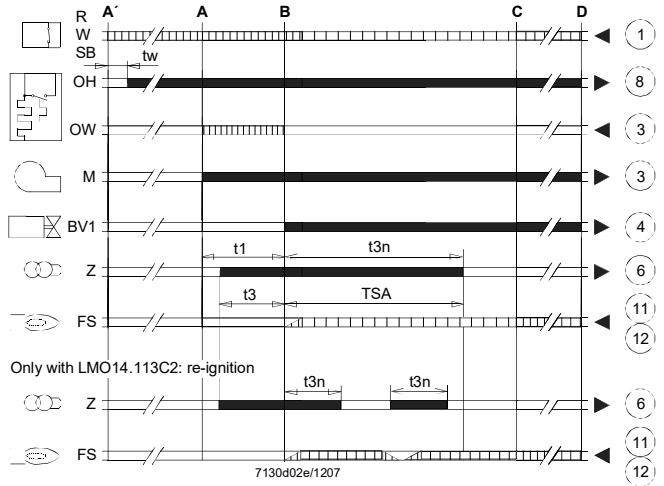 R A´ A B C D
W 1
SB tw
OH 8
OW 3
M 3
BV1 4
t1 t3n
Z 6
t3 TSA
11
FS
12
Only with LMO14.113C2: re-ignition
t3n t3n
Z 6
11
FS
12
7130d02e/1207